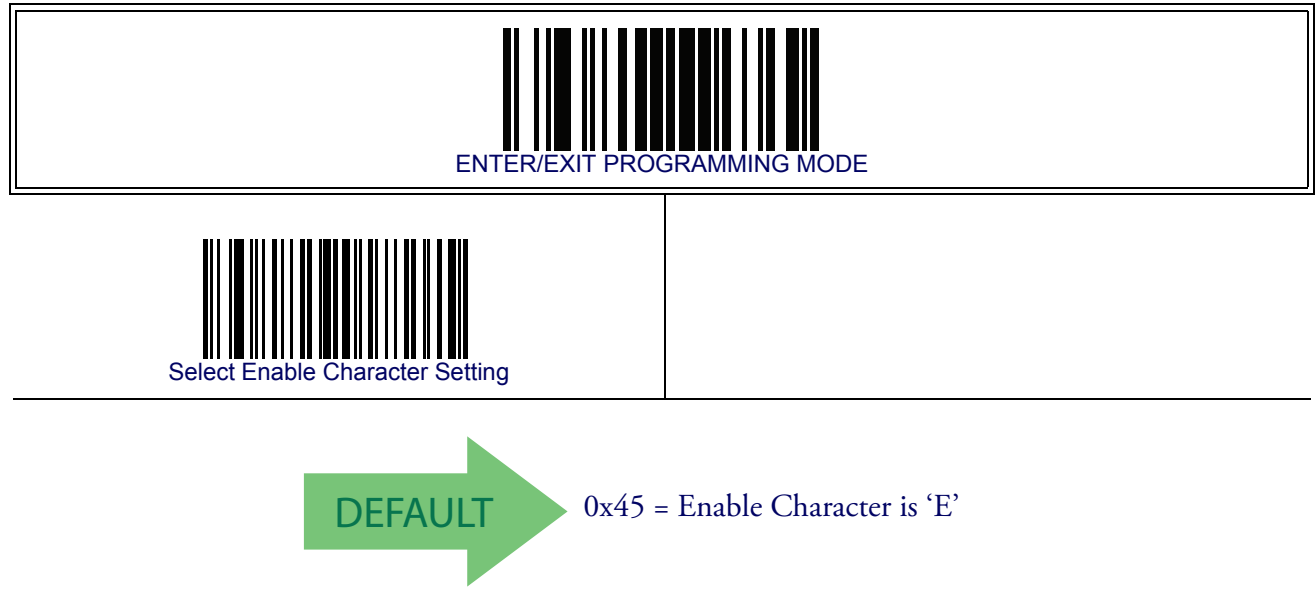 ENTER/EXIT PROGRAMMING MODE
Select Enable Character Setting
DEFAULT
0x45 = Enable Character is ‘E’